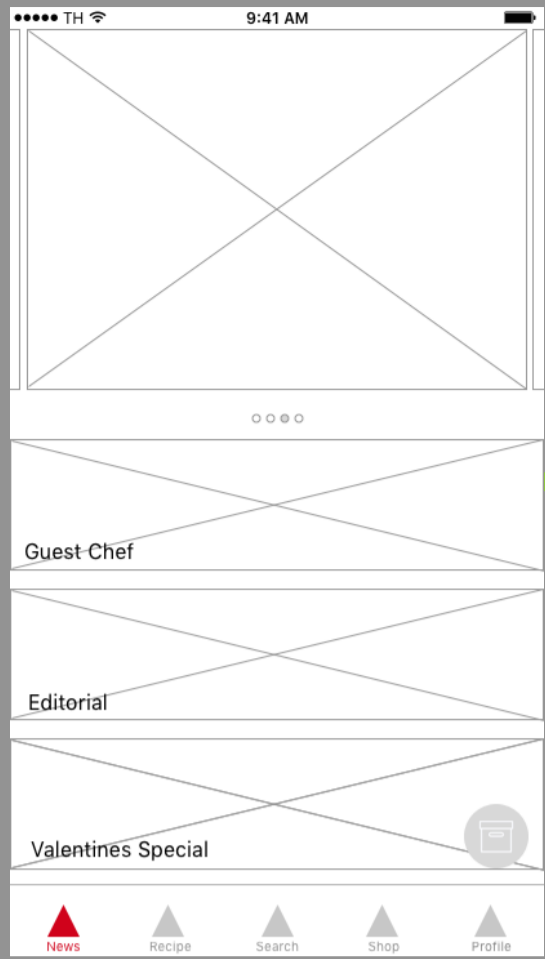 TH 9:41 AM
Guest Chef
Editorial
Valentines Special
News Recipe Search Shop Profile